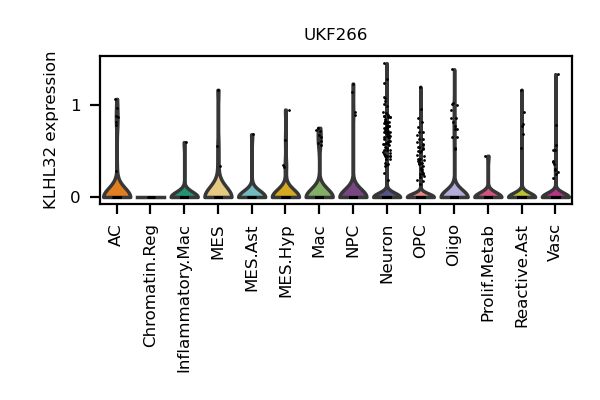 UKF266
KLHL32 expression
1
0
AC
Chromatin.Reg
Inflammatory.Mac
MES
MES.Ast
MES.Hyp
Mac
NPC
Neuron
OPC
Oligo
Prolif.Metab
Reactive.Ast
Vasc